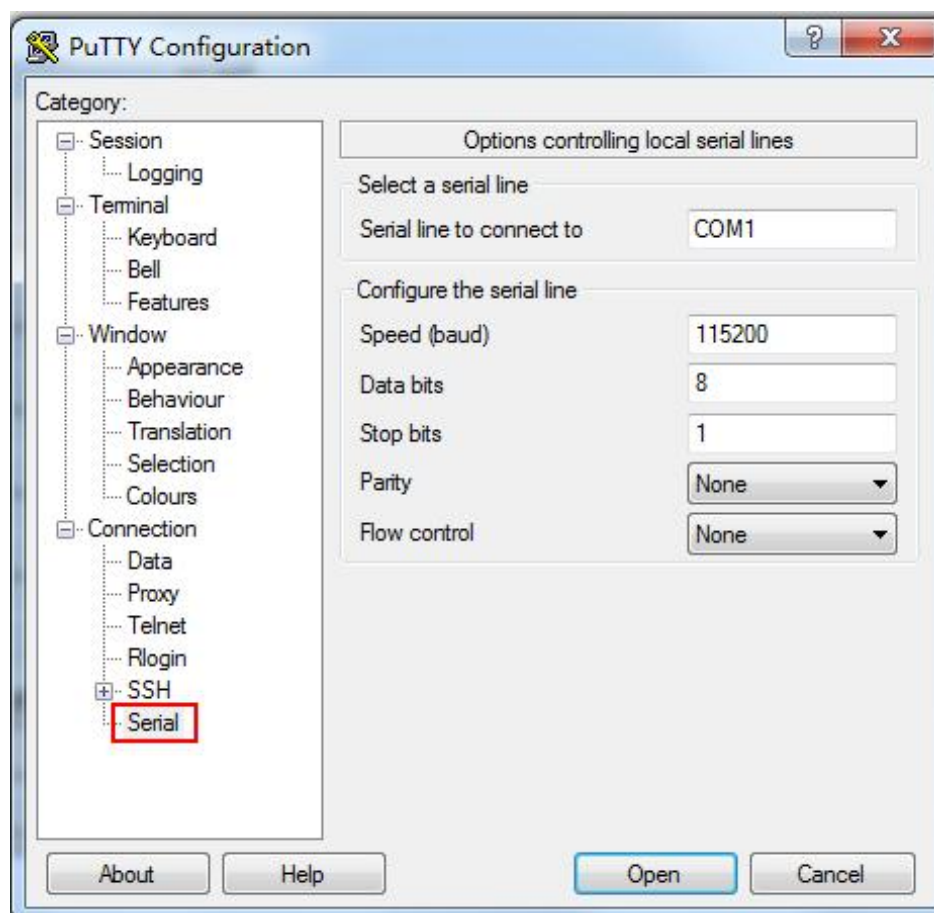 PuTTY Configuration
Category:
Session
Logging
Terminal
Keyboard
Bell
Features
Window
Appearance
Behaviour
Translation
Selection
Colours
Connection
Data
Proxy
Telnet
Rlogin
SSH
Serial
Options controlling local serial lines
Select a serial line
Serial line to connect to COM1
Configure the serial line
Speed (baud) 115200
Data bits 8
Stop bits 1
Parity None
Flow control None
About Help Open Cancel